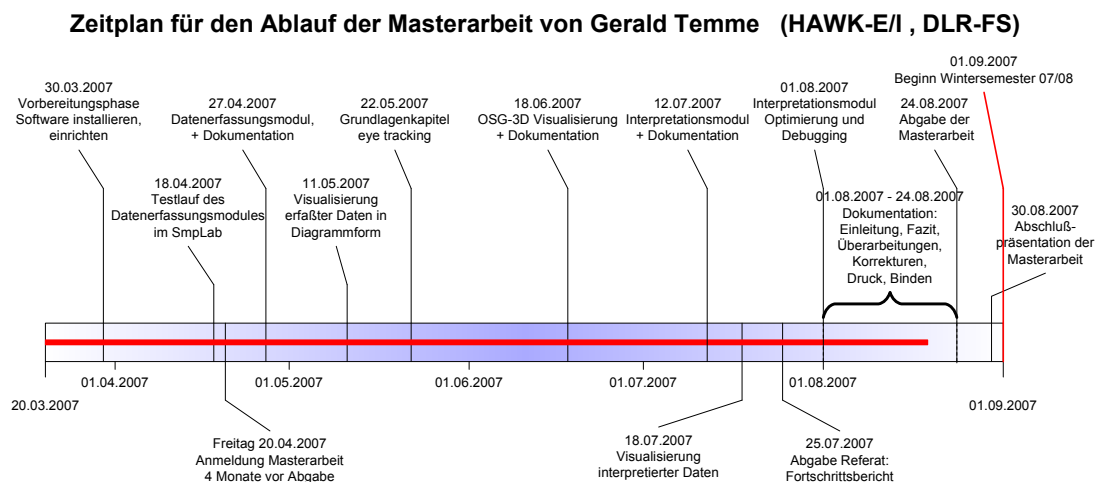 Zeitplan für den Ablauf der Masterarbeit von Gerald Temme (HAWK-E/I , DLR-FS)
30.03.2007
Vorbereitungsphase
Software installieren,
einrichten
27.04.2007
Datenerfassungsmodul,
+ Dokumentation
22.05.2007
Grundlagenkapitel
eye tracking
18.06.2007
OSG-3D Visualisierung
+ Dokumentation
12.07.2007
Interpretationsmodul
+ Dokumentation
01.08.2007
Interpretationsmodul
Optimierung und
Debugging
01.09.2007
Beginn Wintersemester 07/08
24.08.2007
Abgabe der
Masterarbeit
18.04.2007
Testlauf des
Datenerfassungsmodules
im SmpLab
11.05.2007
Visualisierung
erfaßter Daten in
Diagrammform
01.08.2007 - 24.08.2007
Dokumentation:
Einleitung, Fazit,
Überarbeitungen,
Korrekturen,
Druck, Binden
30.08.2007
Abschluß-
präsentation der
Masterarbeit
01.04.2007
01.05.2007
01.06.2007
01.07.2007
01.08.2007
20.03.2007
01.09.2007
Freitag 20.04.2007
Anmeldung Masterarbeit
4 Monate vor Abgabe
18.07.2007
Visualisierung
interpretierter Daten
25.07.2007
Abgabe Referat:
Fortschrittsbericht